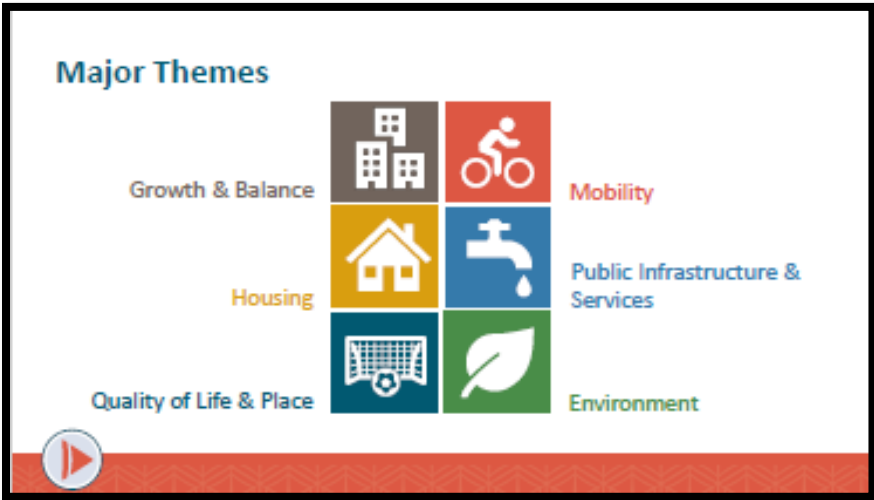 Major Themes
Growth & Balance
Mobility
Housing
Public Infrastructure &
Services
Quality of Life & Place
Environment